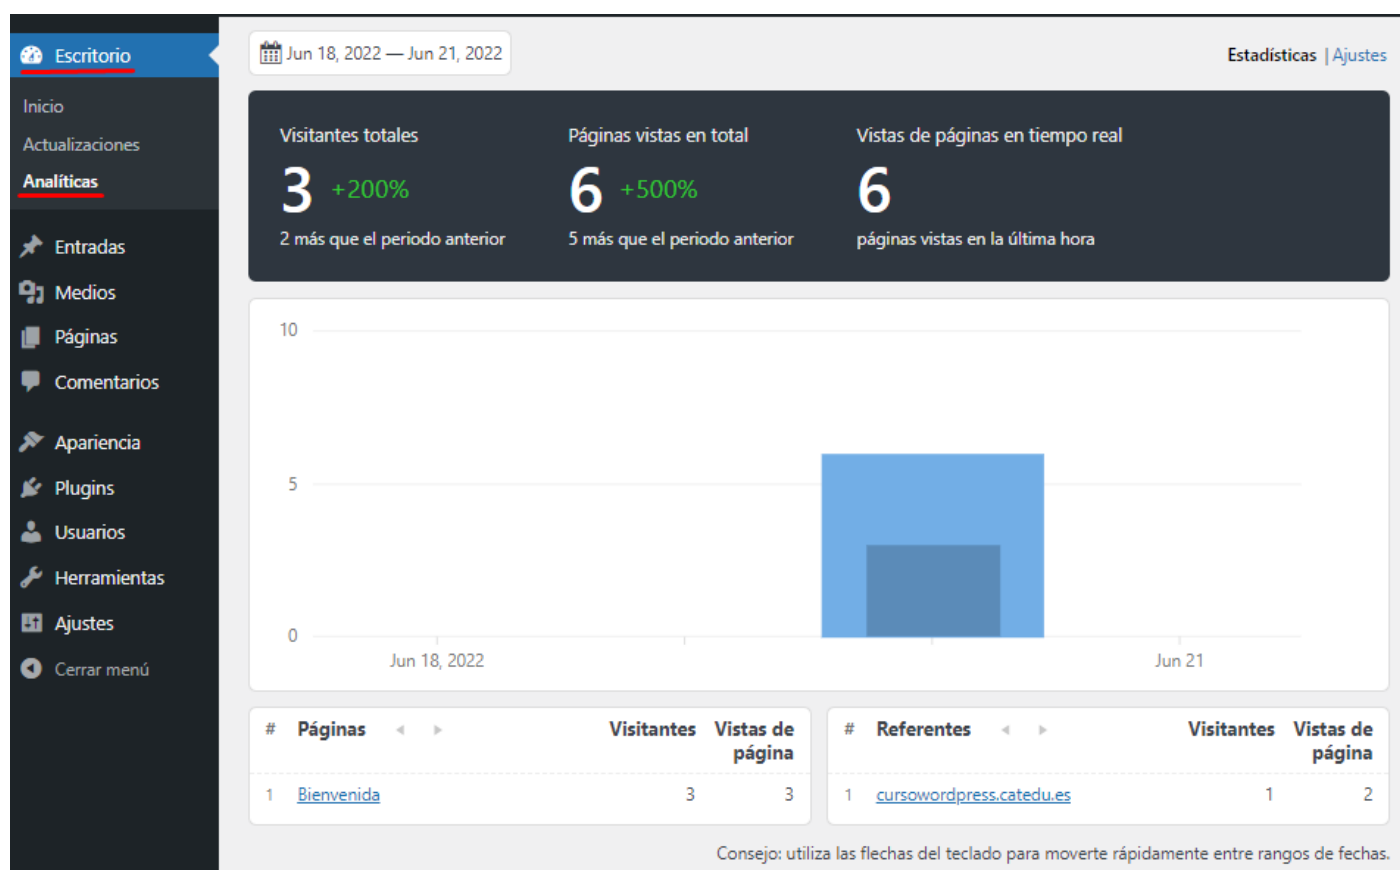 Escritorio
Inicio
Actualizaciones
Analíticas
Entradas
Medios
Páginas
Comentarios
Apariencia
Plugins
Usuarios
Herramientas
Ajustes
Cerrar menú
Jun 18, 2022 — Jun 21, 2022
Estadísticas | Ajustes
Visitantes totales
3 +200%
2 más que el periodo anterior
Páginas vistas en total
6 +500%
5 más que el periodo anterior
Vistas de páginas en tiempo real
6
páginas vistas en la última hora
10
5
0
Jun 18, 2022
Jun 21
# Páginas Visitantes Vistas de
página
1 Bienvenida 3 3
# Referentes Visitantes Vistas de
página
1 cursowordpress.catedu.es 1 2
Consejo: utiliza las flechas del teclado para moverte rápidamente entre rangos de fechas.